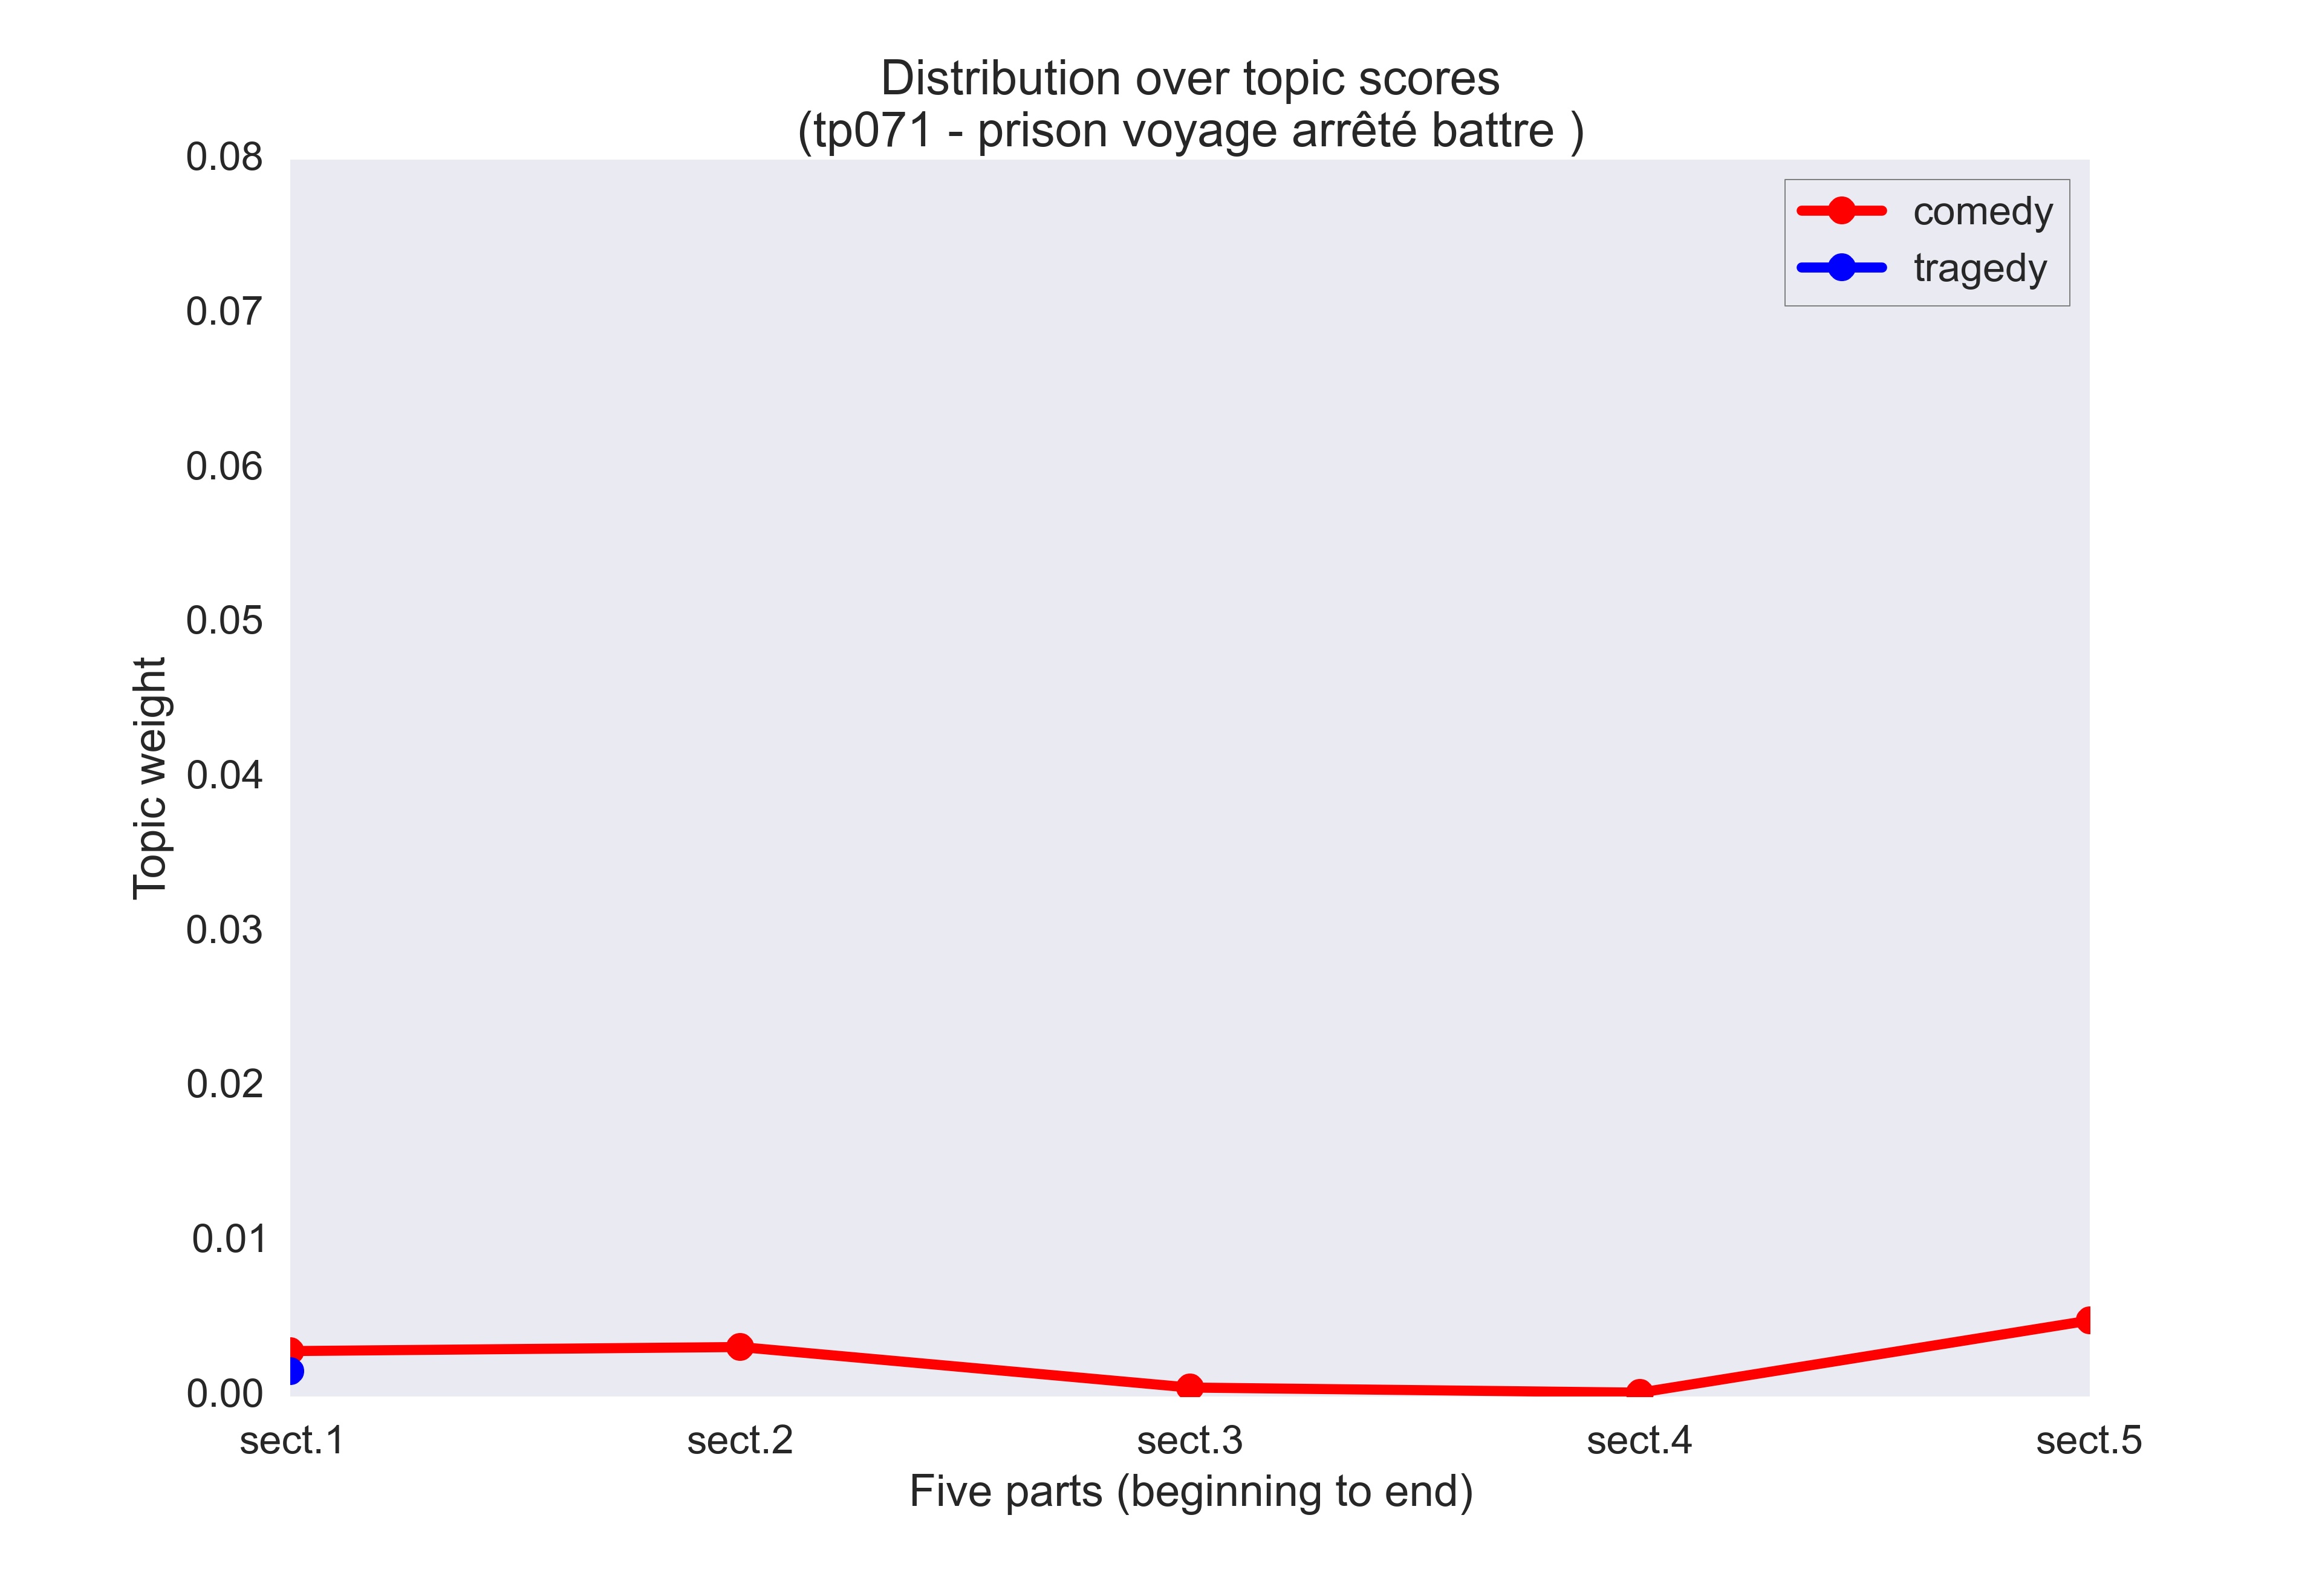 Distribution over topic scores
(tp071 - prison voyage arrêté battre )
comedy
tragedy
0.08
0.07
0.06
0.05
0.04
0.03
0.02
0.01
0.00
Topic weight
sect.1 sect.2 sect.3 sect.4 sect.5
Five parts (beginning to end)